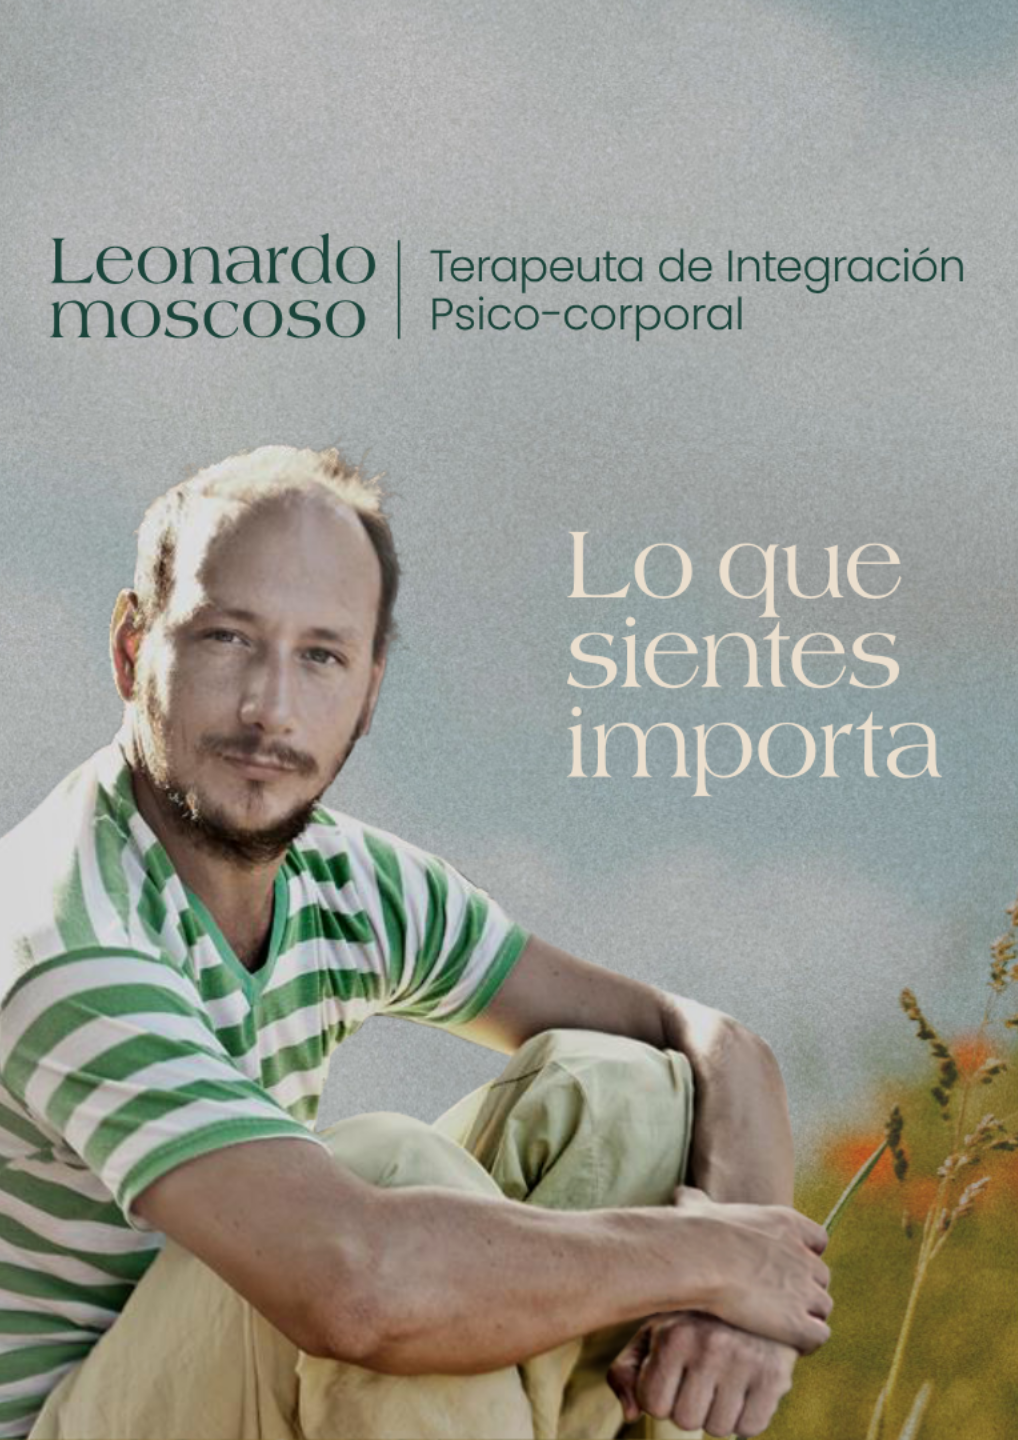 Leonardo
moscoso
Terapeuta de Integración
Psico-corporal
Lo que
sientes
importa